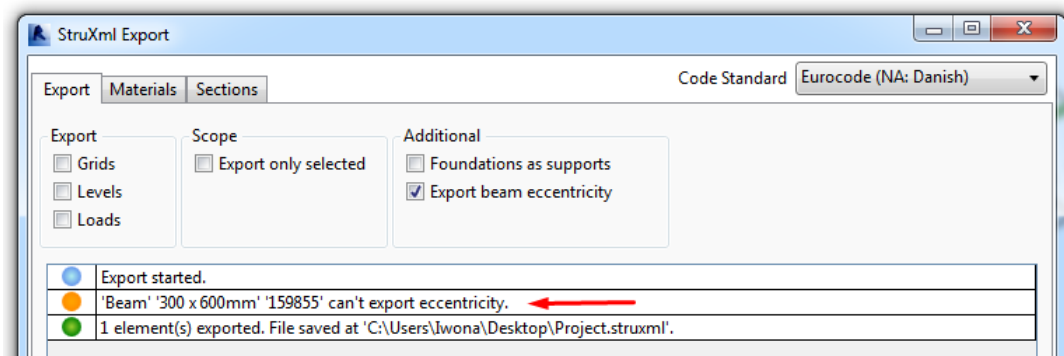 StruXml Export
Code Standard Eurocode (NA: Danish)
Export Materials Sections
Export Scope Additional
Grids Export only selected Foundations as supports
Levels Export beam eccentricity
Loads
Export started.
'Beam' '300 x 600mm' '159855' can't export eccentricity.
1 element(s) exported. File saved at 'C:\Users\Iwona\Desktop\Project.struxml'.